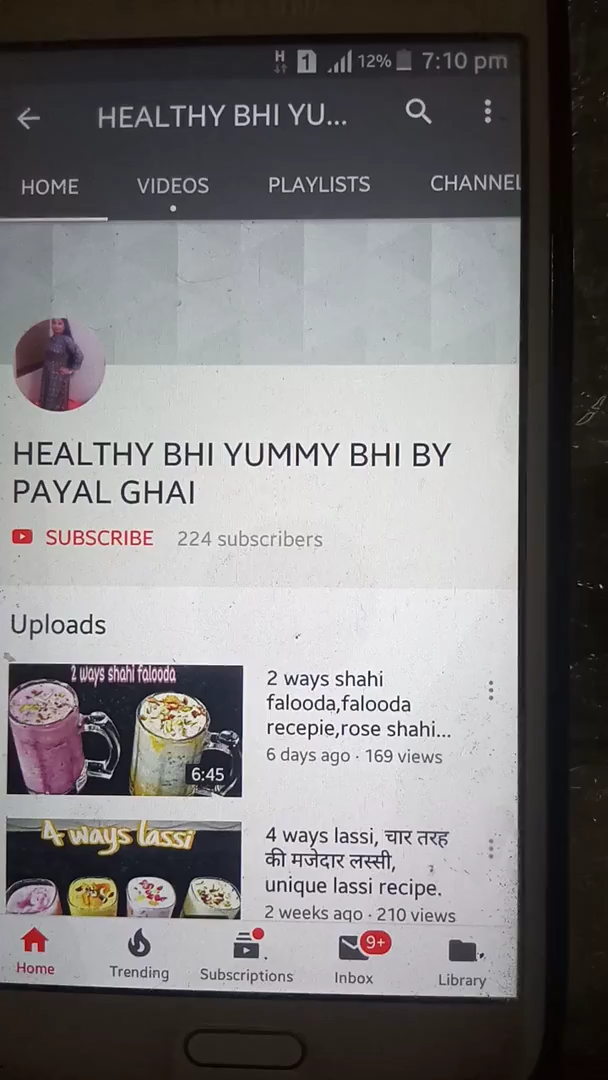 H 1 12% 7:10 pm
HEALTHY BHI YU...
HOME VIDEOS PLAYLISTS CHANNEL
HEALTHY BHI YUMMY BHI BY
PAYAL GHAI
SUBSCRIBE 224 subscribers
Uploads
2 ways shahi falooda
6:45
2 ways shahi
falooda,falooda
recepie,rose shahi...
6 days ago · 169 views
4 ways lassi
4 ways lassi, चार तरह
की मजेदार लस्सी,
unique lassi recipe.
2 weeks ago · 210 views
Home Trending Subscriptions Inbox 9+ Library